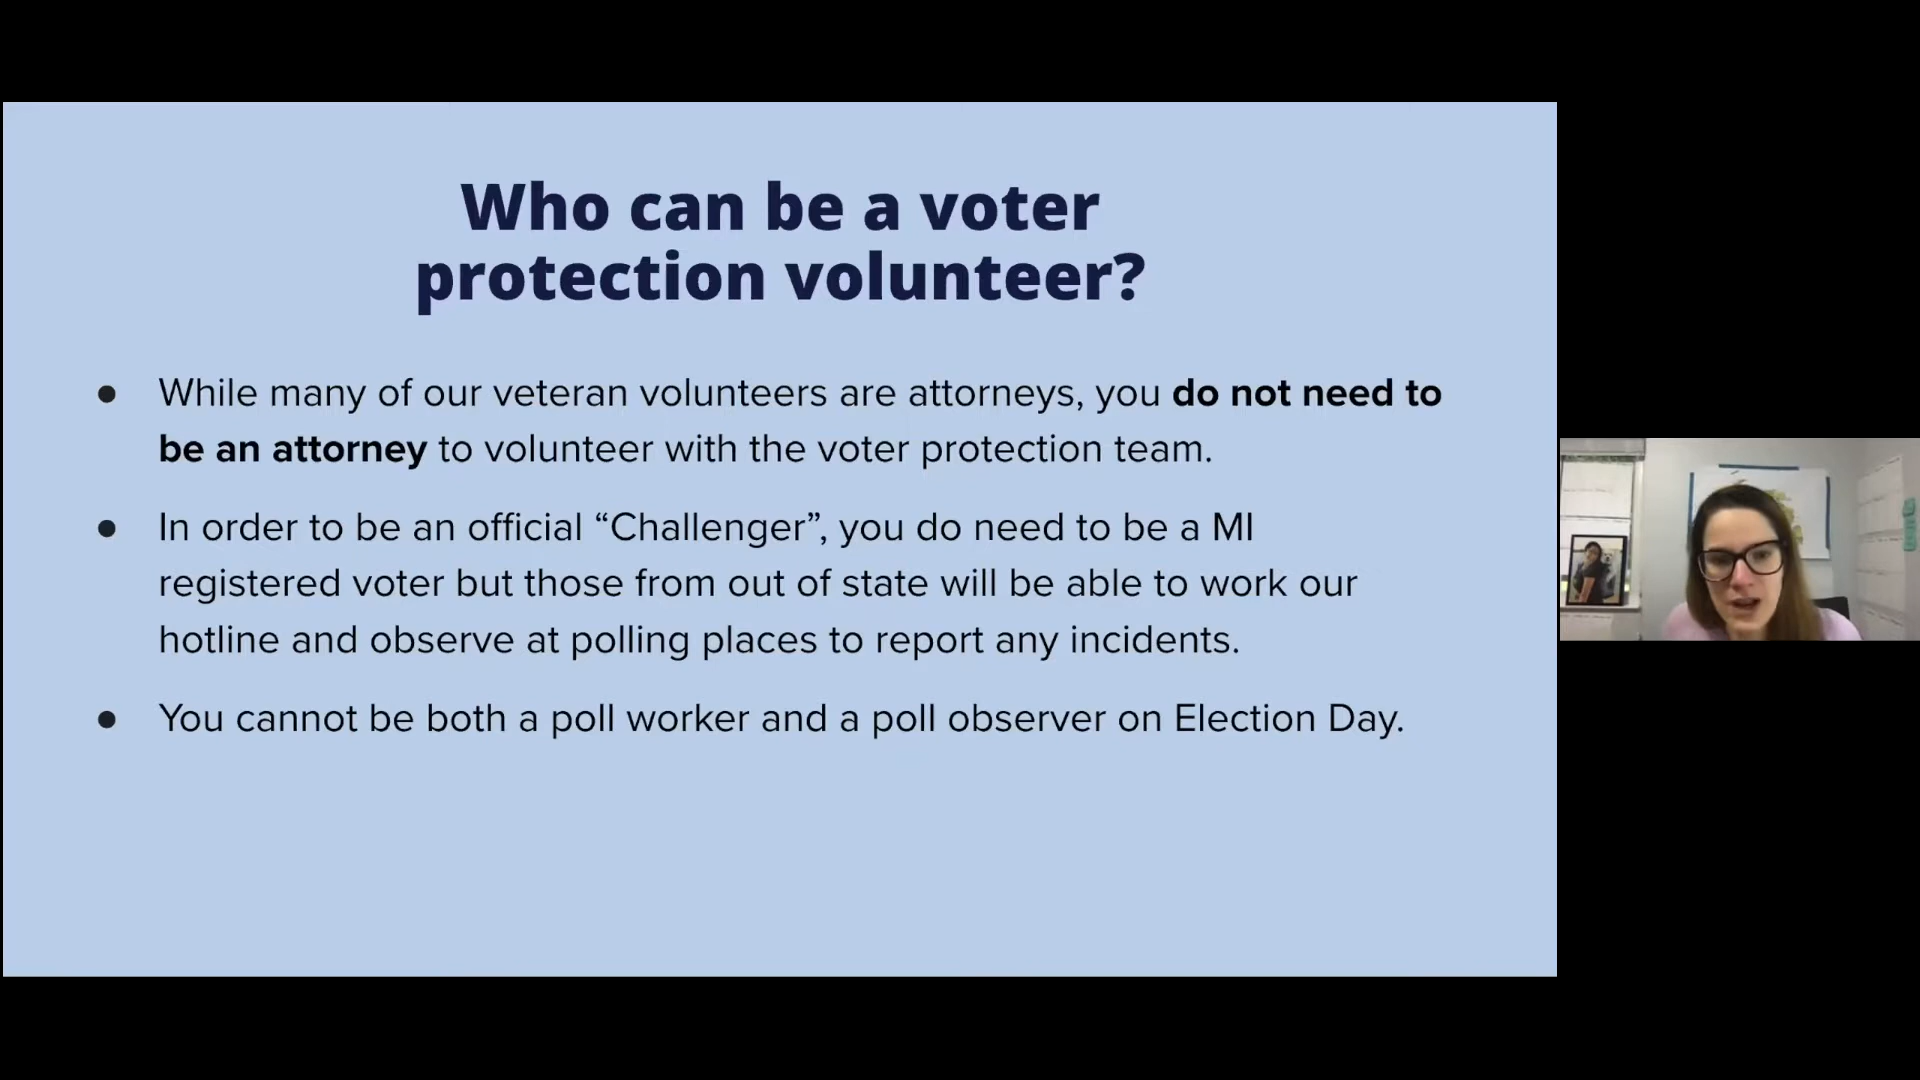 Who can be a voter
protection volunteer?
● While many of our veteran volunteers are attorneys, you do not need to
be an attorney to volunteer with the voter protection team.
● In order to be an official “Challenger”, you do need to be a MI
registered voter but those from out of state will be able to work our
hotline and observe at polling places to report any incidents.
● You cannot be both a poll worker and a poll observer on Election Day.